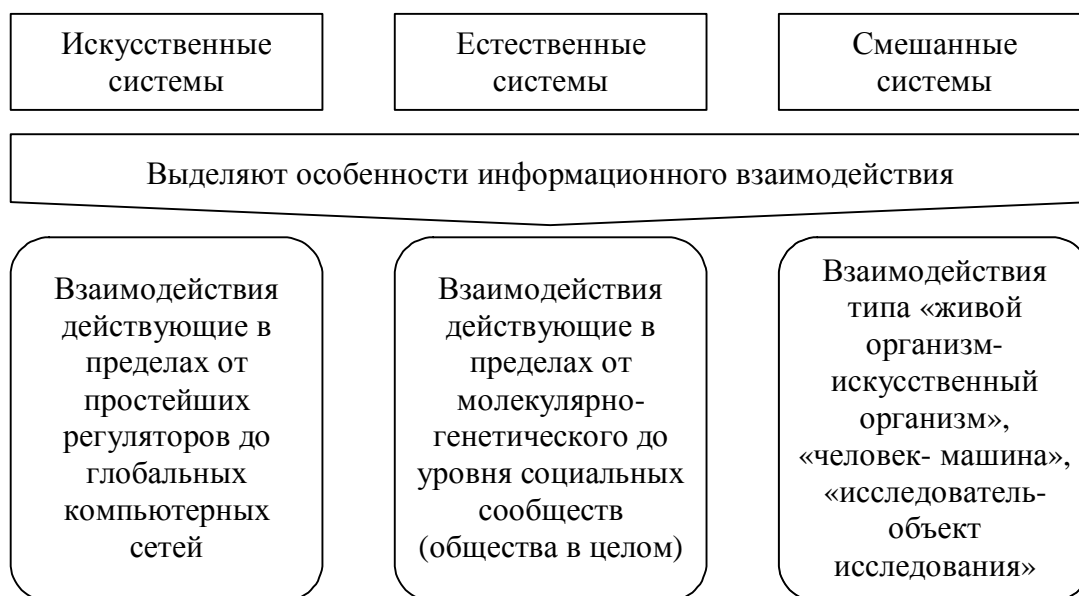 Искусственные
системы
Естественные
системы
Смешанные
системы
Выделяют особенности информационного взаимодействия
Взаимодействия
действующие в
пределах от
простейших
регуляторов до
глобальных
компьютерных
сетей
Взаимодействия
действующие в
пределах от
молекулярно-
генетического до
уровня социальных
сообществ
(общества в целом)
Взаимодействия
типа «живой
организм-
искусственный
организм»,
«человек- машина»,
«исследователь-
объект
исследования»